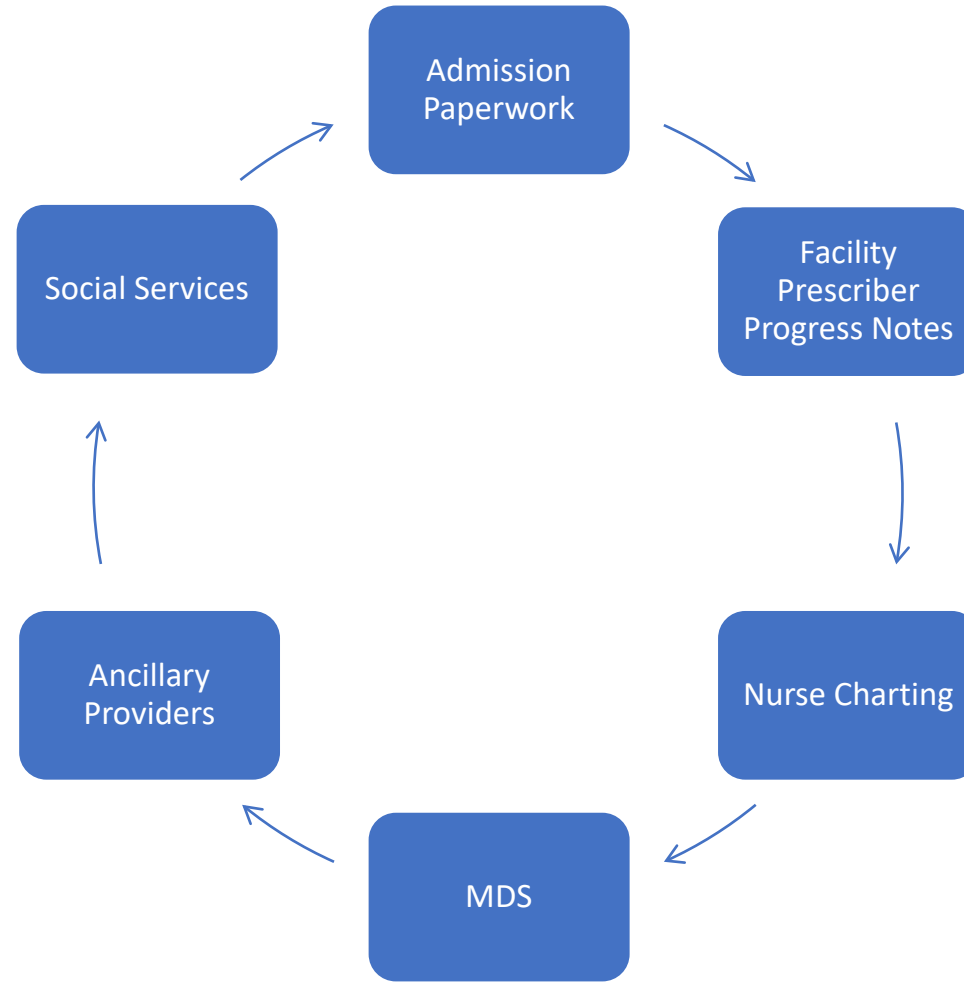 Admission
Paperwork
Facility
Prescriber
Progress Notes
Nurse Charting
MDS
Ancillary
Providers
Social Services